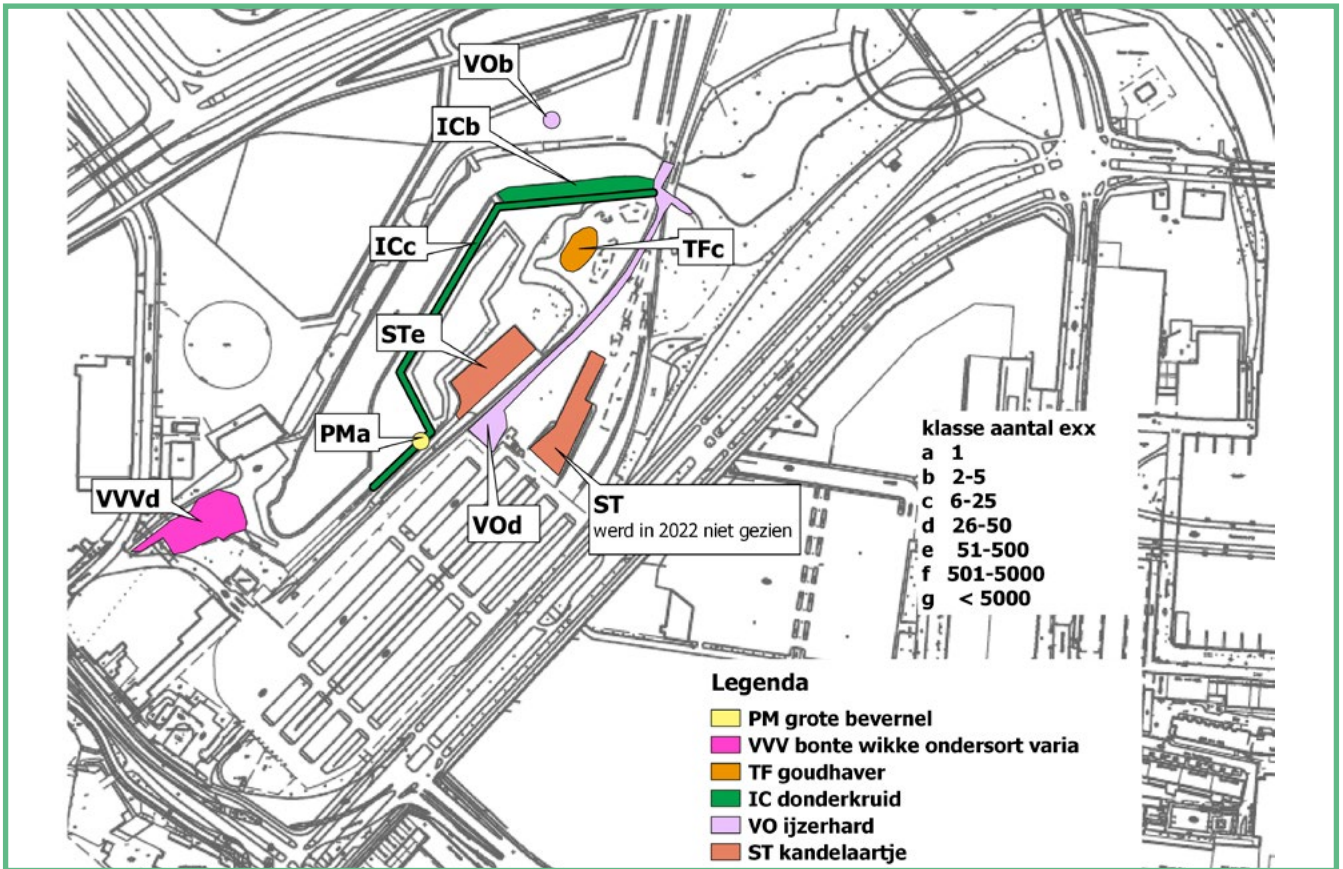 VOb
ICb
ICc
TFc
STe
PMa
VVVd
VOd
ST
werd in 2022 niet gezien
klasse aantal exx
a 1
b 2-5
c 6-25
d 26-50
e 51-500
f 501-5000
g < 5000
Legenda
PM grote bevernel
VVV bonte wikke ondersort varia
TF goudhaver
IC donderkruid
VO ijzerhard
ST kandelaartje